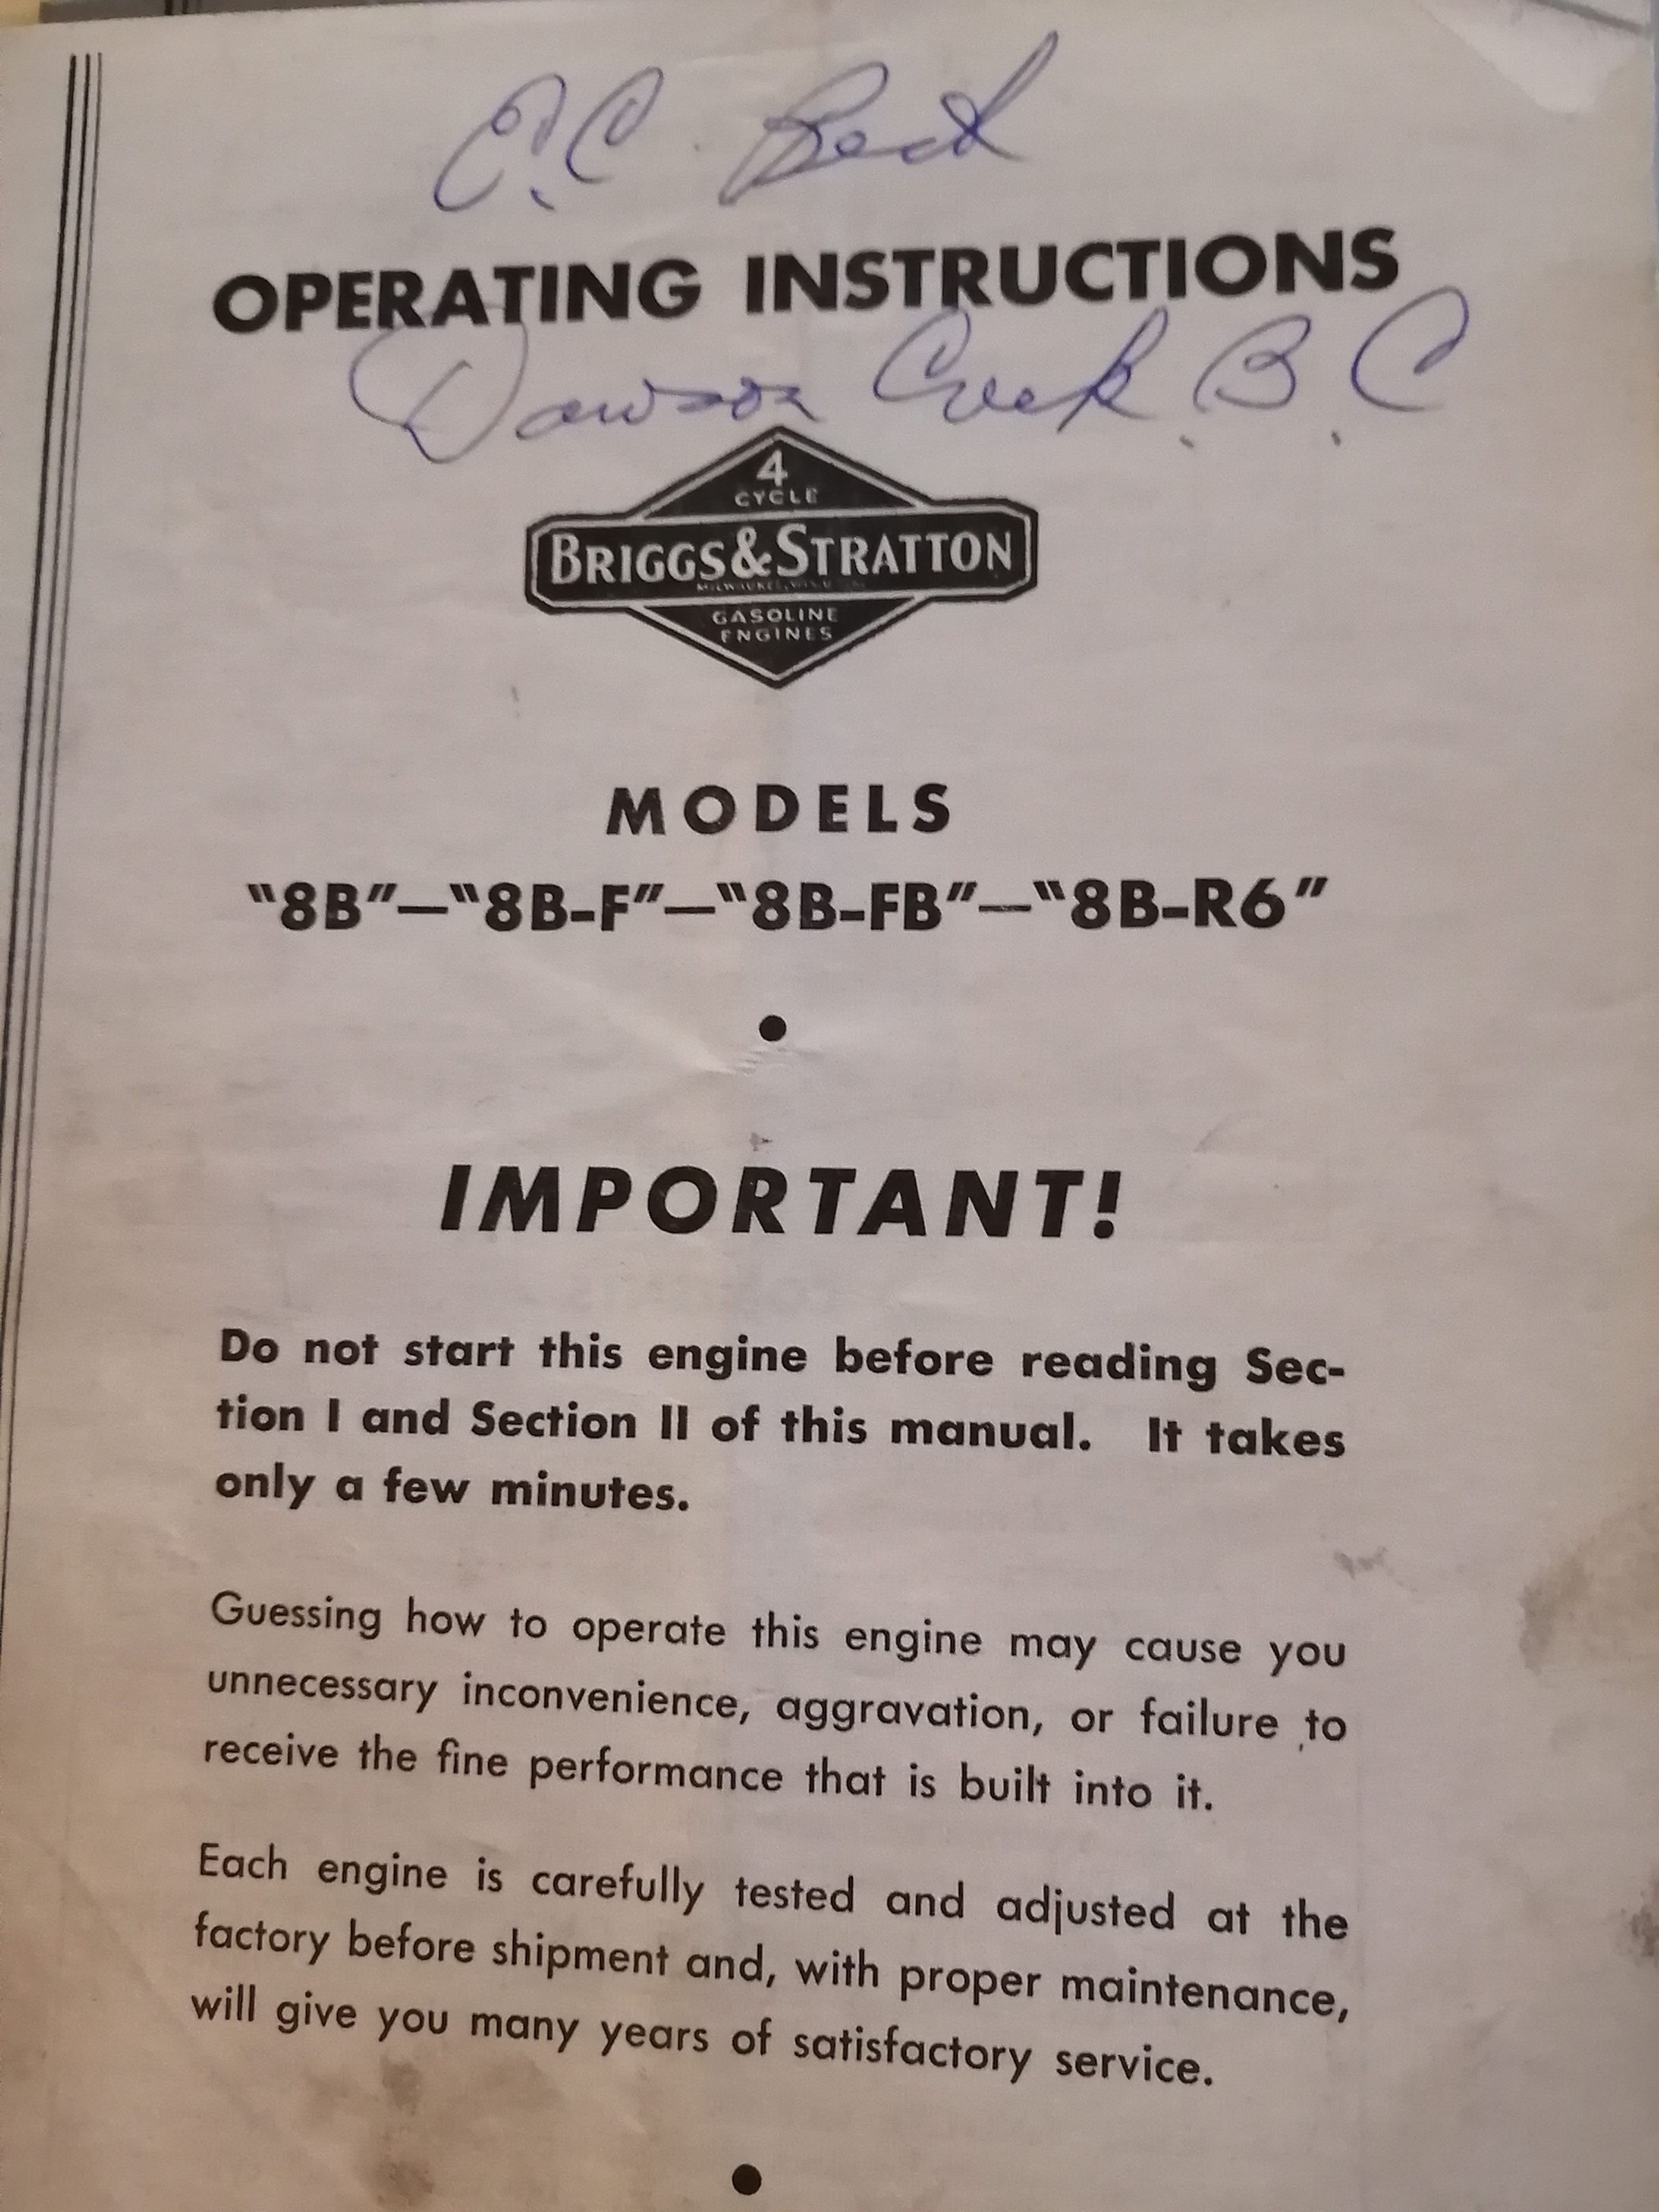 E.C.
OPERATING INSTRUCTIONS
Dawson Creek. B. C
4
CYCLE
BRIGGS&STRATTON
GASOLINE
ENGINES
MODELS
"8B"—"8B-F"—"8B-FB"—"8B-R6"
IMPORTANT!
Do not start this engine before reading Sec-
tion I and Section II of this manual. It takes
only a few minutes.
Guessing how to operate this engine may cause you
unnecessary inconvenience, aggravation, or failure to
receive the fine performance that is built into it.
Each engine is carefully tested and adjusted at the
factory before shipment and, with proper maintenance,
will give you many years of satisfactory service.